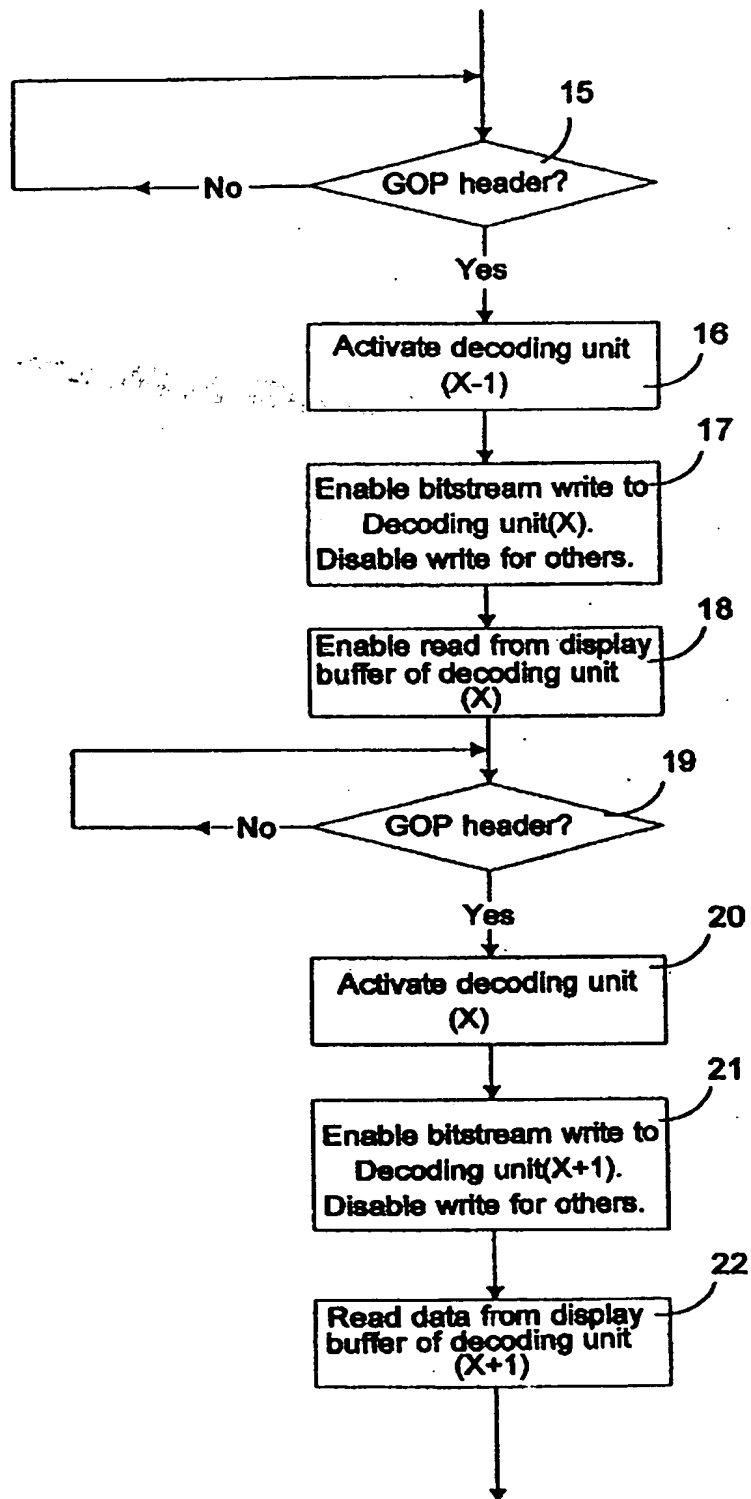 15
GOP header?
No
Yes
16
Activate decoding unit
(X-1)
17
Enable bitstream write to
Decoding unit(X).
Disable write for others.
18
Enable read from display
buffer of decoding unit
(X)
19
GOP header?
No
Yes
20
Activate decoding unit
(X)
21
Enable bitstream write to
Decoding unit(X+1).
Disable write for others.
22
Read data from display
buffer of decoding unit
(X+1)